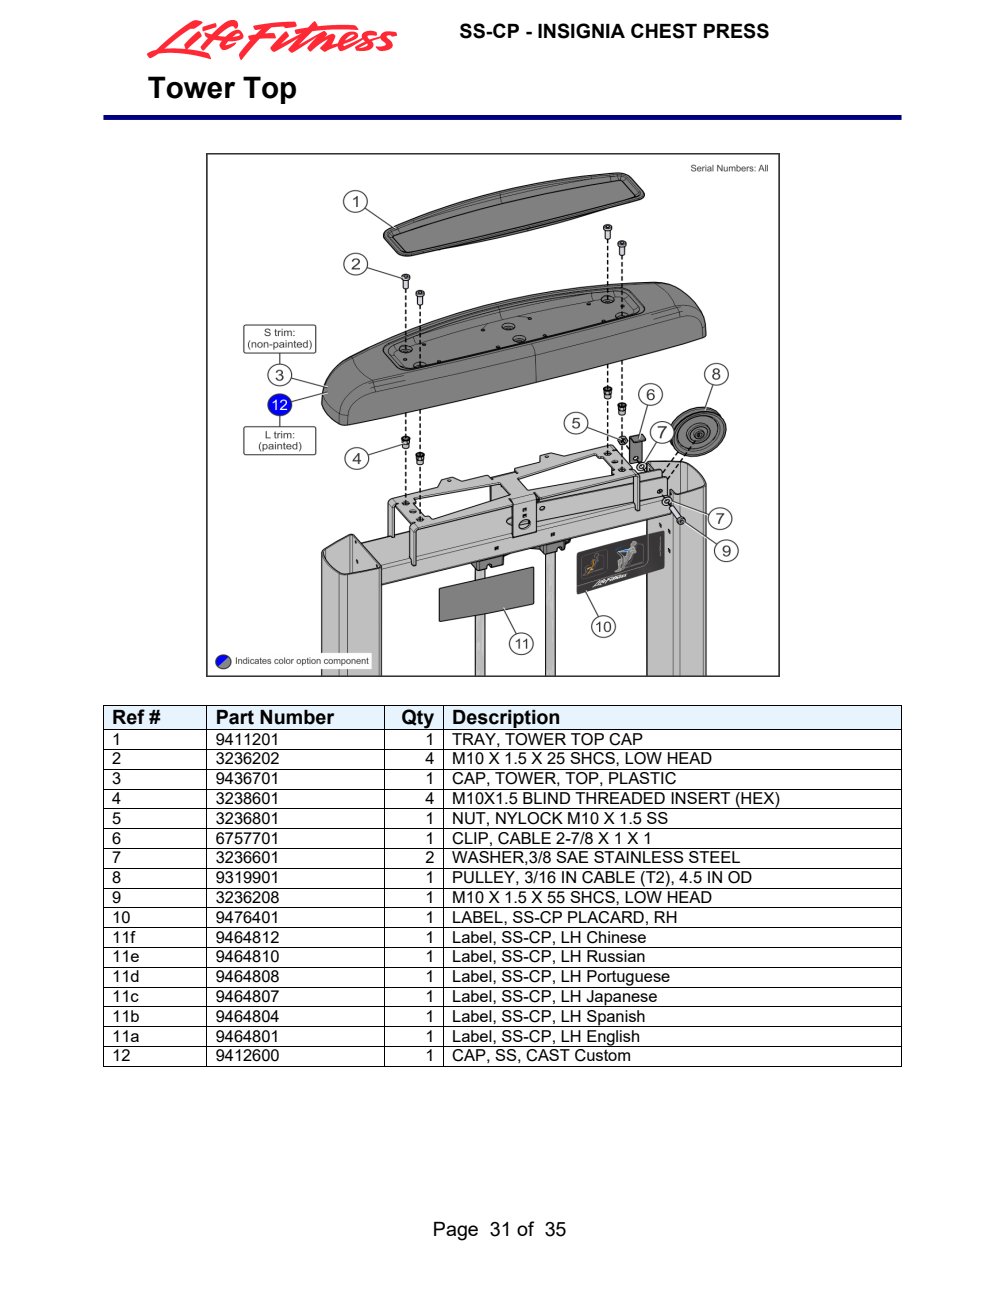 Life Fitness
SS-CP - INSIGNIA CHEST PRESS
Tower Top
Serial Numbers: All
1
2
S trim:
(non-painted)
3
12
L trim:
(painted)
4
5
6
7
8
7
9
10
11
Life Fitness
Indicates color option component
Ref # Part Number Qty Description
1 9411201 1 TRAY, TOWER TOP CAP
2 3236202 4 M10 X 1.5 X 25 SHCS, LOW HEAD
3 9436701 1 CAP, TOWER, TOP, PLASTIC
4 3238601 4 M10X1.5 BLIND THREADED INSERT (HEX)
5 3236801 1 NUT, NYLOCK M10 X 1.5 SS
6 6757701 1 CLIP, CABLE 2-7/8 X 1 X 1
7 3236601 2 WASHER,3/8 SAE STAINLESS STEEL
8 9319901 1 PULLEY, 3/16 IN CABLE (T2), 4.5 IN OD
9 3236208 1 M10 X 1.5 X 55 SHCS, LOW HEAD
10 9476401 1 LABEL, SS-CP PLACARD, RH
11f 9464812 1 Label, SS-CP, LH Chinese
11e 9464810 1 Label, SS-CP, LH Russian
11d 9464808 1 Label, SS-CP, LH Portuguese
11c 9464807 1 Label, SS-CP, LH Japanese
11b 9464804 1 Label, SS-CP, LH Spanish
11a 9464801 1 Label, SS-CP, LH English
12 9412600 1 CAP, SS, CAST Custom
Page 31 of 35